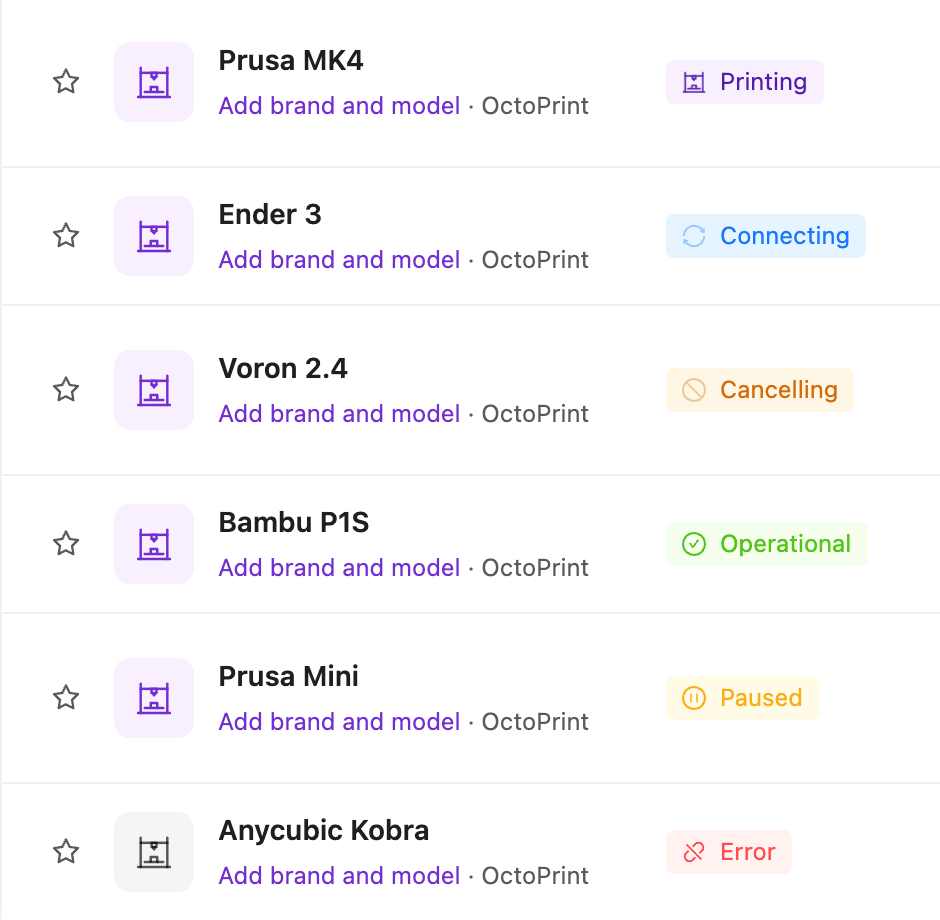 Prusa MK4
Add brand and model · OctoPrint
Printing
Ender 3
Add brand and model · OctoPrint
Connecting
Voron 2.4
Add brand and model · OctoPrint
Cancelling
Bambu P1S
Add brand and model · OctoPrint
Operational
Prusa Mini
Add brand and model · OctoPrint
Paused
Anycubic Kobra
Add brand and model · OctoPrint
Error